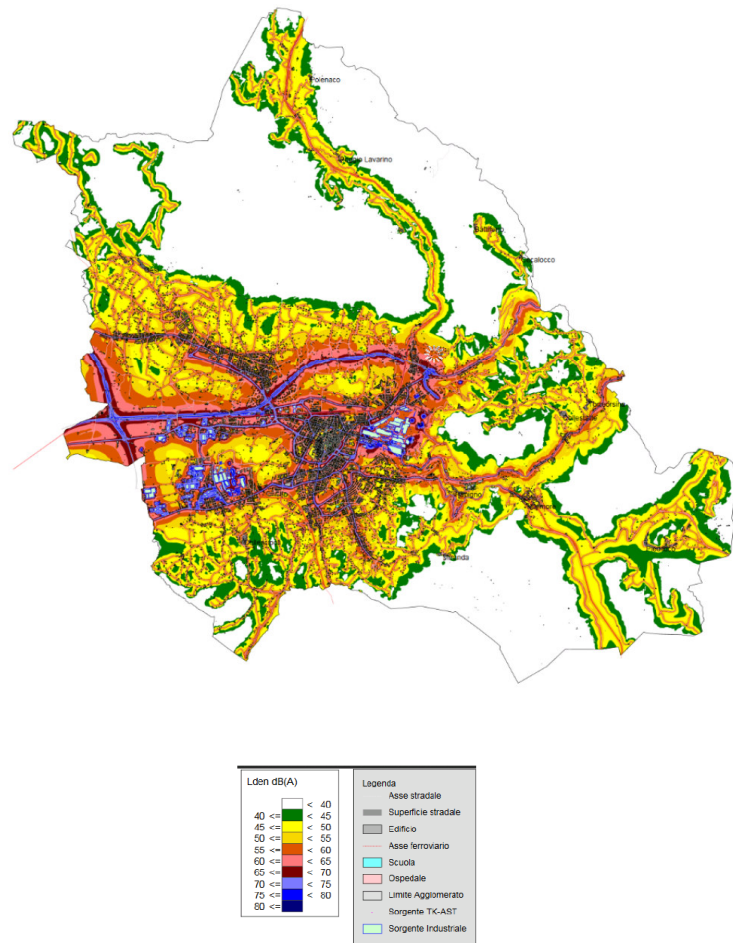 Polenaco
Lavarino
Cecalocco
Miranda
Lden dB(A)
< 40
40 <= < 45
45 <= < 50
50 <= < 55
55 <= < 60
60 <= < 65
65 <= < 70
70 <= < 75
75 <= < 80
80 <=
Legenda
Asse stradale
Superficie stradale
Edificio
Asse ferroviario
Scuola
Ospedale
Limite Agglomerato
Sorgente TK-AST
Sorgente Industriale